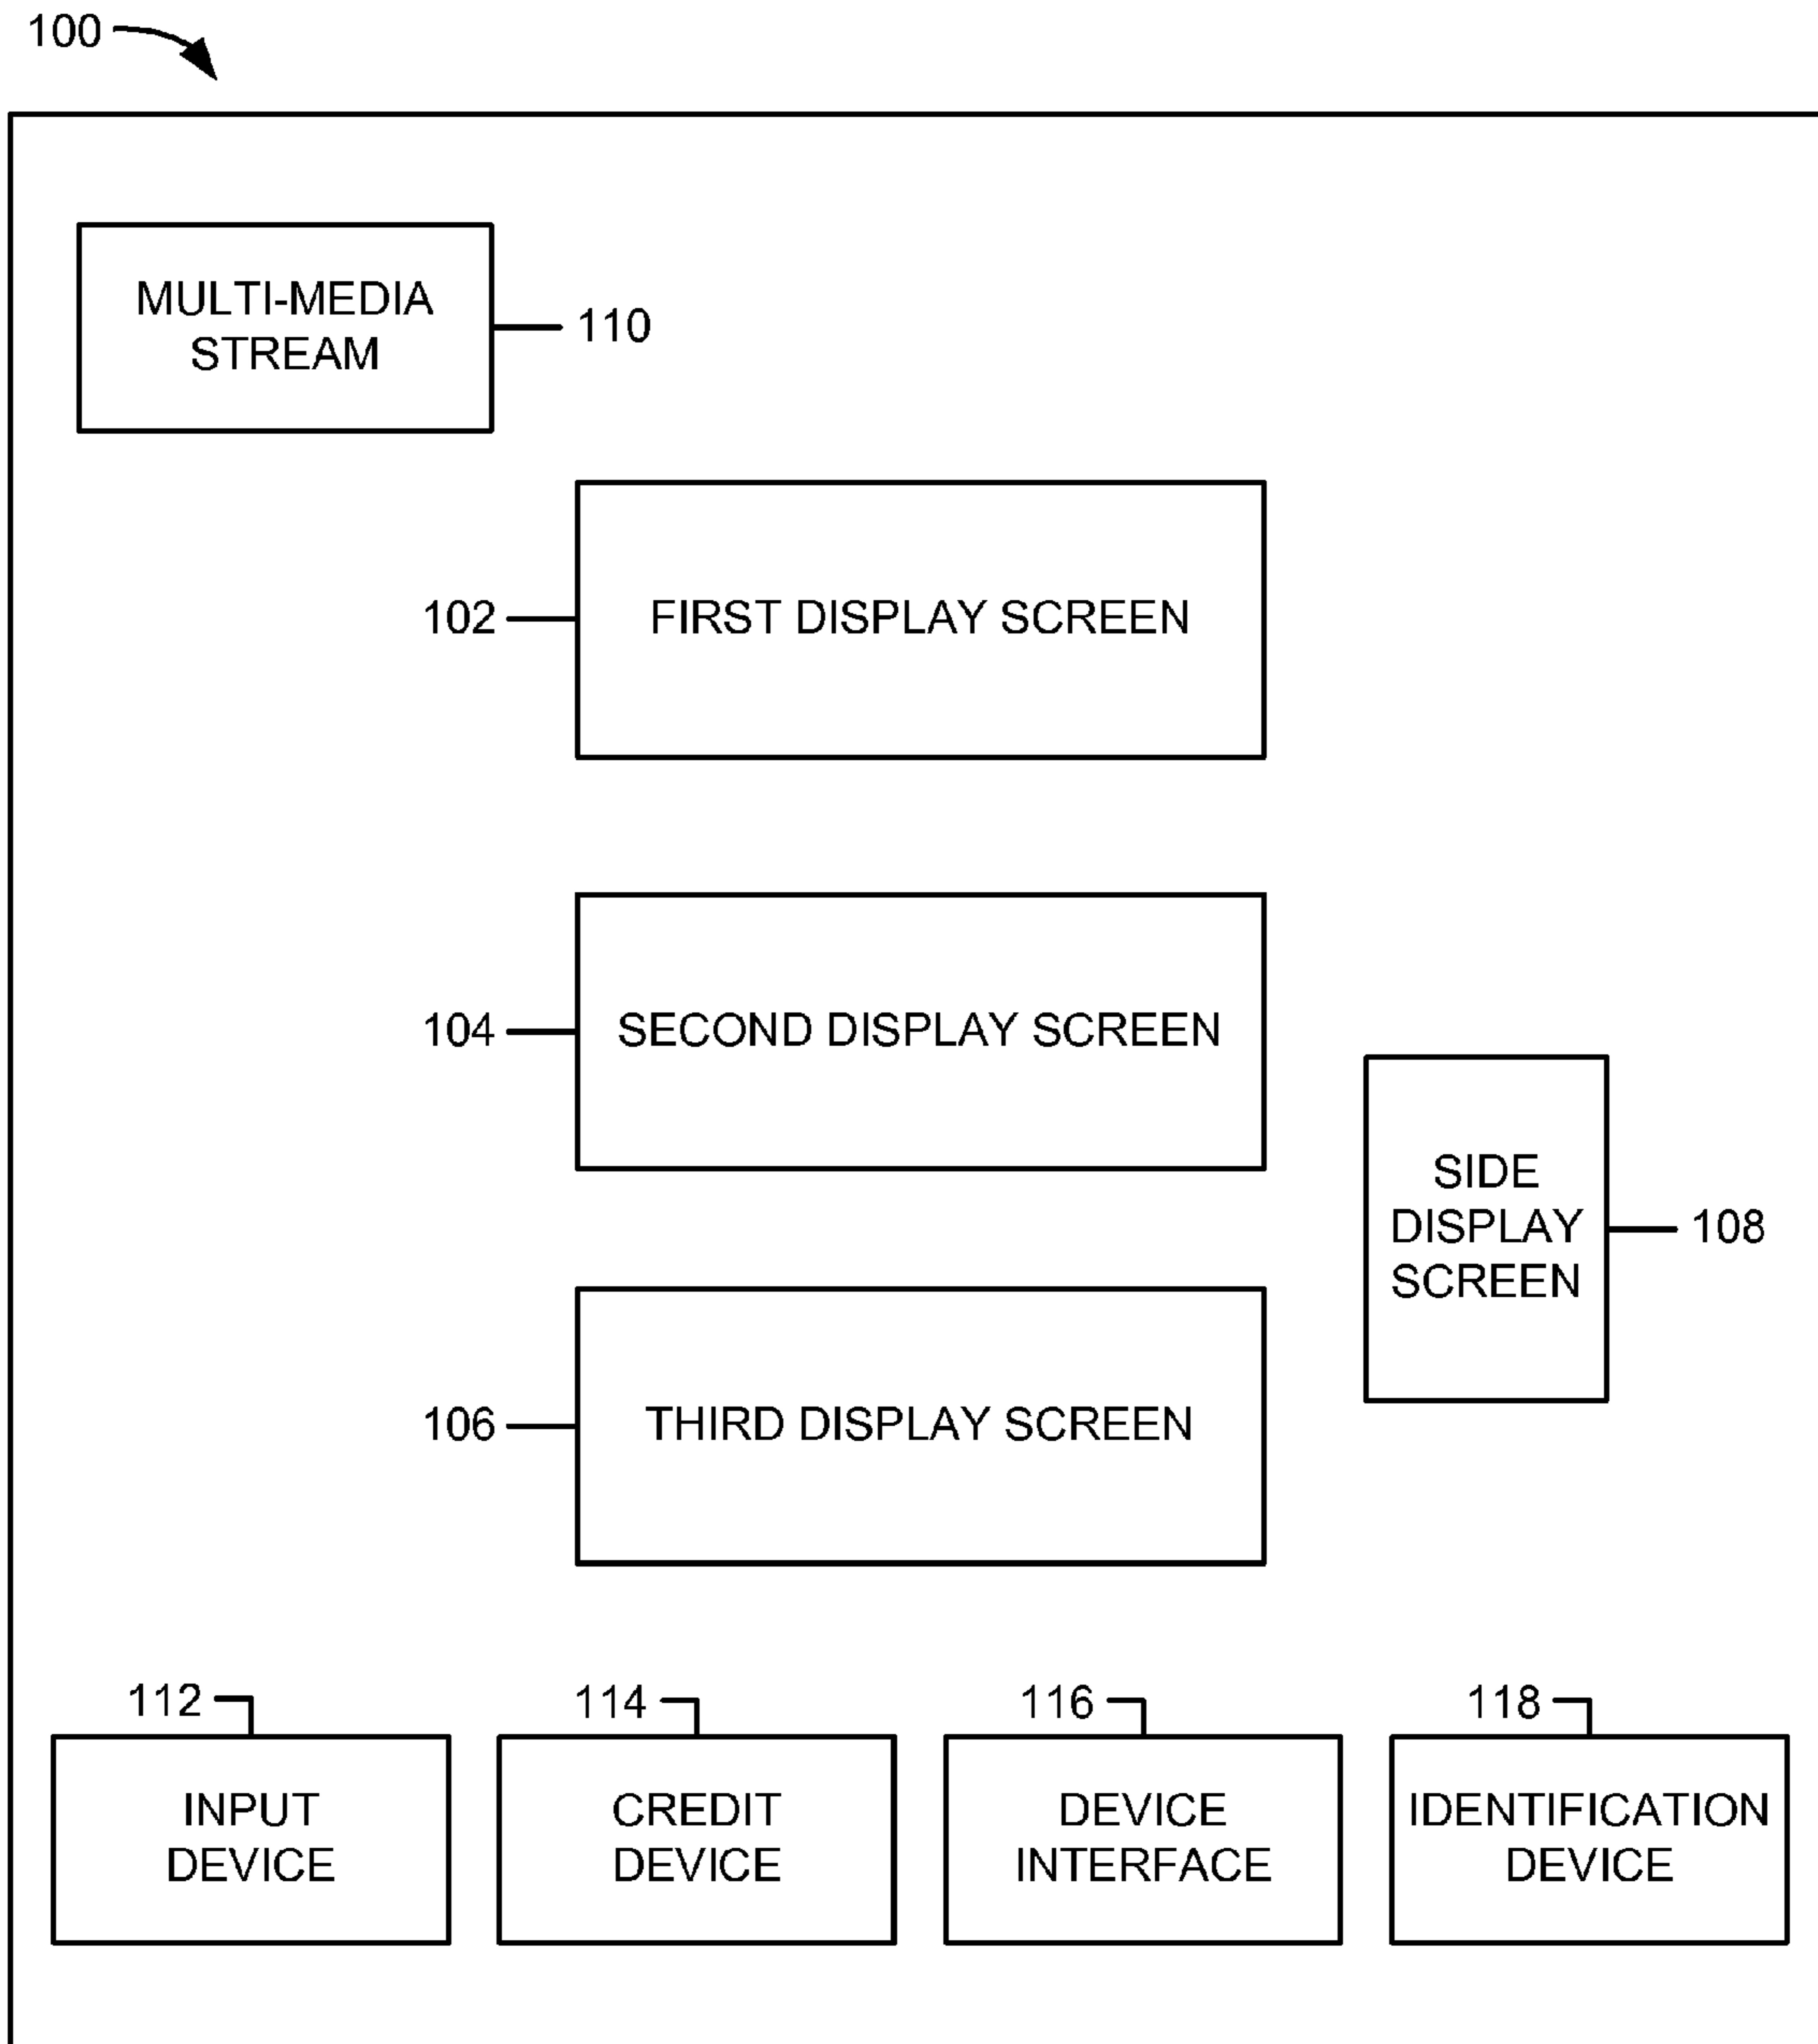 100
MULTI-MEDIA
STREAM
110
102
FIRST DISPLAY SCREEN
104
SECOND DISPLAY SCREEN
SIDE
DISPLAY
SCREEN
108
106
THIRD DISPLAY SCREEN
112
INPUT
DEVICE
114
CREDIT
DEVICE
116
DEVICE
INTERFACE
118
IDENTIFICATION
DEVICE